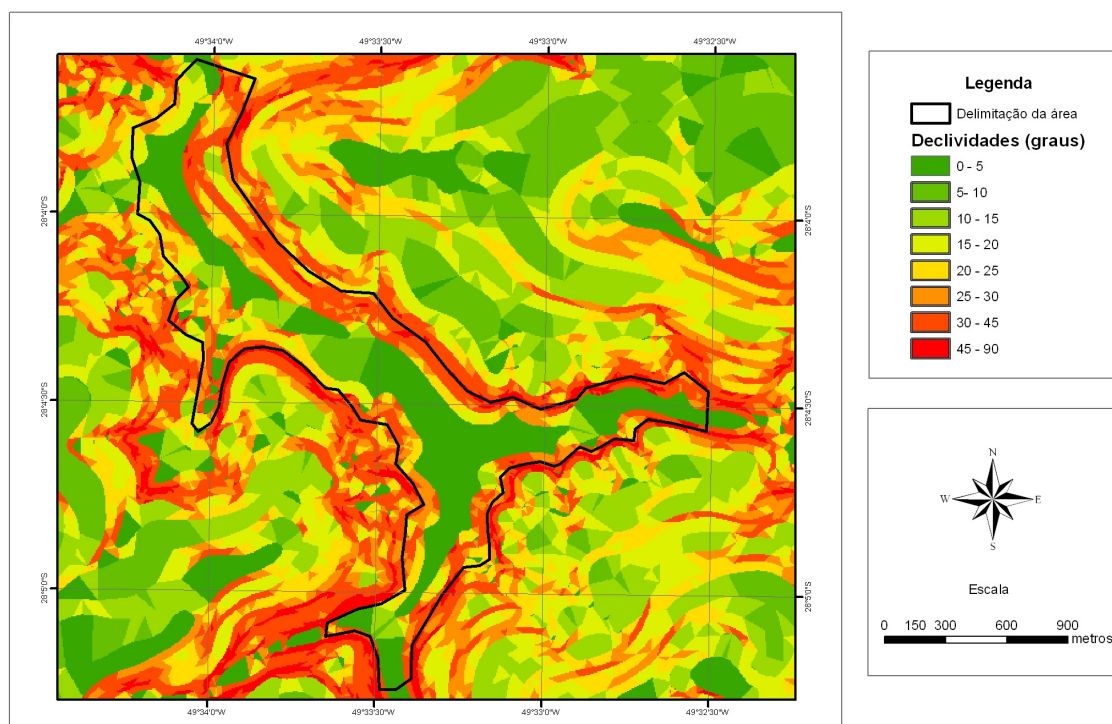 49°34'0"W 49°33'30"W 49°33'0"W 49°32'30"W
28°4'0"S 28°4'0"S
28°4'30"S 28°4'30"S
28°5'0"S 28°5'0"S
49°34'0"W 49°33'30"W 49°33'0"W 49°32'30"W
Legenda
Delimitação da área
Declividades (graus)
0 - 5
5- 10
10 - 15
15 - 20
20 - 25
25 - 30
30 - 45
45 - 90
N
W E
S
Escala
0 150 300 600 900
metros